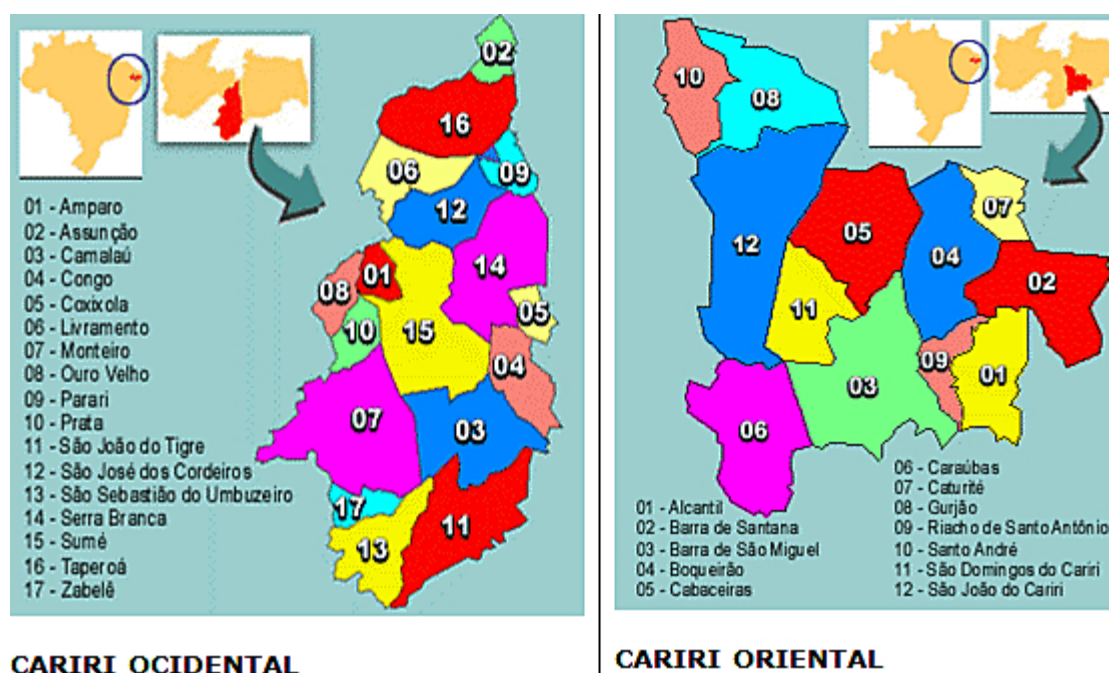 02
16
06
09
12
14
01
08
05
10
15
04
07
03
17
11
13
01 - Amparo
02 - Assunção
03 - Camalaú
04 - Congo
05 - Coxixola
06 - Livramento
07 - Monteiro
08 - Ouro Velho
09 - Parari
10 - Prata
11 - São João do Tigre
12 - São José dos Cordeiros
13 - São Sebastião do Umbuzeiro
14 - Serra Branca
15 - Sumé
16 - Taperoá
17 - Zabelê
CARIRI OCIDENTAL
10
08
07
05
12
04
02
11
09
01
03
06
01 - Alcantil
02 - Barra de Santana
03 - Barra de São Miguel
04 - Boqueirão
05 - Cabaceiras
06 - Caraúbas
07 - Caturité
08 - Gurjão
09 - Riacho de Santo Antônio
10 - Santo André
11 - São Domingos do Cariri
12 - São João do Cariri
CARIRI ORIENTAL